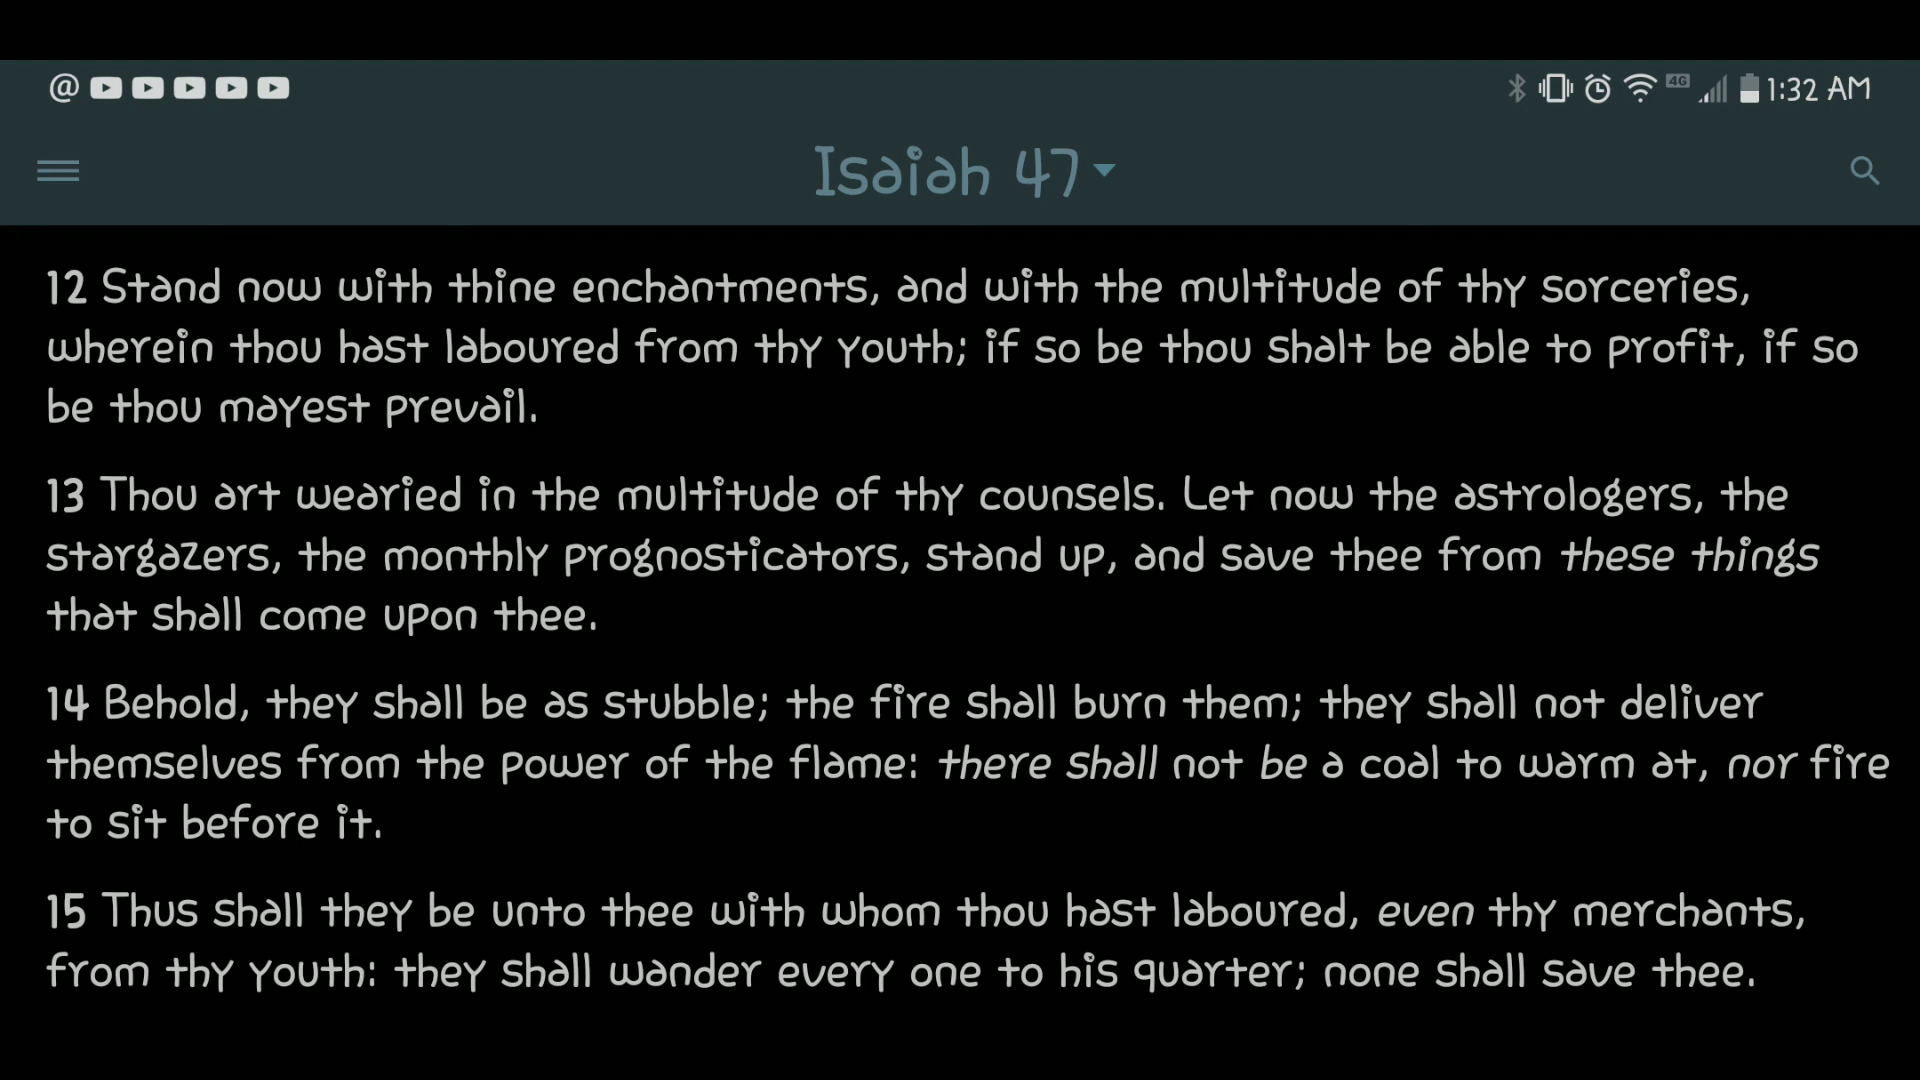 @ 4G 1:32 AM
Isaiah 47
12 Stand now with thine enchantments, and with the multitude of thy sorceries,
wherein thou hast laboured from thy youth; if so be thou shalt be able to profit, if so
be thou mayest prevail.
13 Thou art wearied in the multitude of thy counsels. Let now the astrologers, the
stargazers, the monthly prognosticators, stand up, and save thee from these things
that shall come upon thee.
14 Behold, they shall be as stubble; the fire shall burn them; they shall not deliver
themselves from the power of the flame: there shall not be a coal to warm at, nor fire
to sit before it.
15 Thus shall they be unto thee with whom thou hast laboured, even thy merchants,
from thy youth: they shall wander every one to his quarter; none shall save thee.